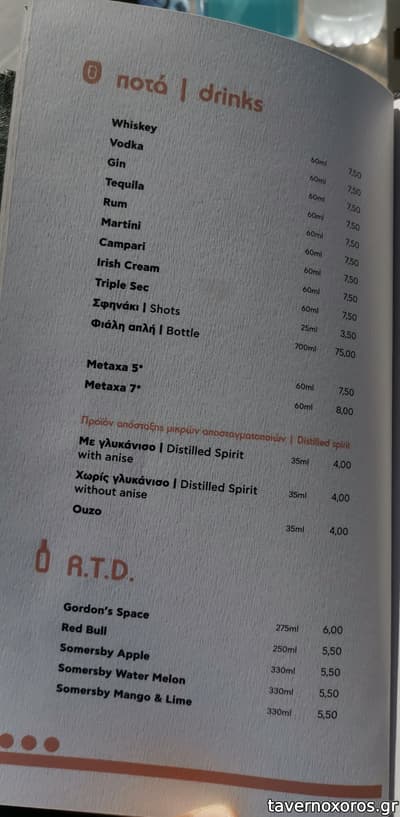 ποτά | drinks
Whiskey 60ml 7,50
Vodka 60ml 7,50
Gin 60ml 7,50
Tequila 60ml 7,50
Rum 60ml 7,50
Martini 60ml 7,50
Campari 60ml 7,50
Irish Cream 60ml 7,50
Triple Sec 60ml 7,50
Σφηνάκι | Shots 25ml 3,50
Φιάλη απλή | Bottle 700ml 75,00
Metaxa 5* 60ml 7,50
Metaxa 7* 60ml 8,00
Προϊόν απόσταξης μικρών αποσταγματοποιών | Distilled spirit
Με γλυκάνισο | Distilled Spirit
with anise 35ml 4,00
Χωρίς γλυκάνισο | Distilled Spirit
without anise 35ml 4,00
Ouzo 35ml 4,00
R.T.D.
Gordon's Space 275ml 6,00
Red Bull 250ml 5,50
Somersby Apple 330ml 5,50
Somersby Water Melon 330ml 5,50
Somersby Mango & Lime 330ml 5,50
tavernoxoros.gr